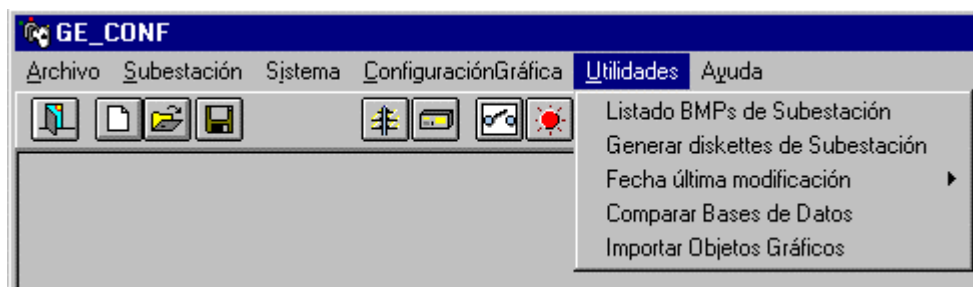 GE_CONF
Archivo Subestación Sistema ConfiguraciónGráfica Utilidades Ayuda
Listado BMPs de Subestación
Generar diskettes de Subestación
Fecha última modificación
Comparar Bases de Datos
Importar Objetos Gráficos